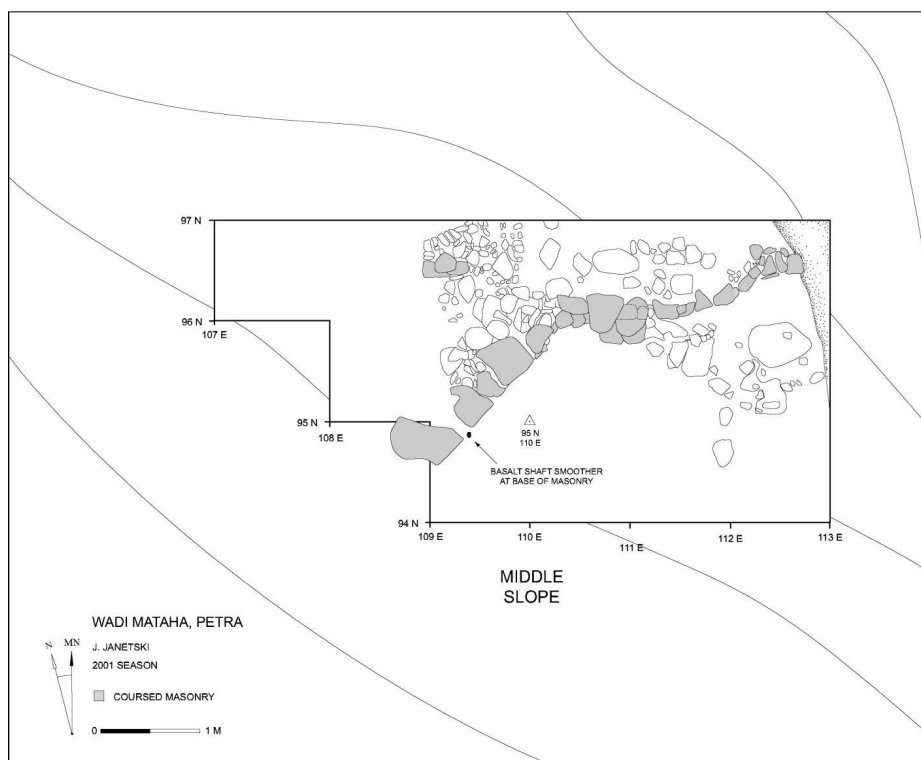 97 N
96 N
107 E
95 N
108 E
95 N
110 E
BASALT SHAFT SMOOTHER
AT BASE OF MASONRY
94 N
109 E
110 E
111 E
112 E
113 E
MIDDLE
SLOPE
WADI MATAHA, PETRA
N
MN
J. JANETSKI
2001 SEASON
COURSED MASONRY
0
1 M